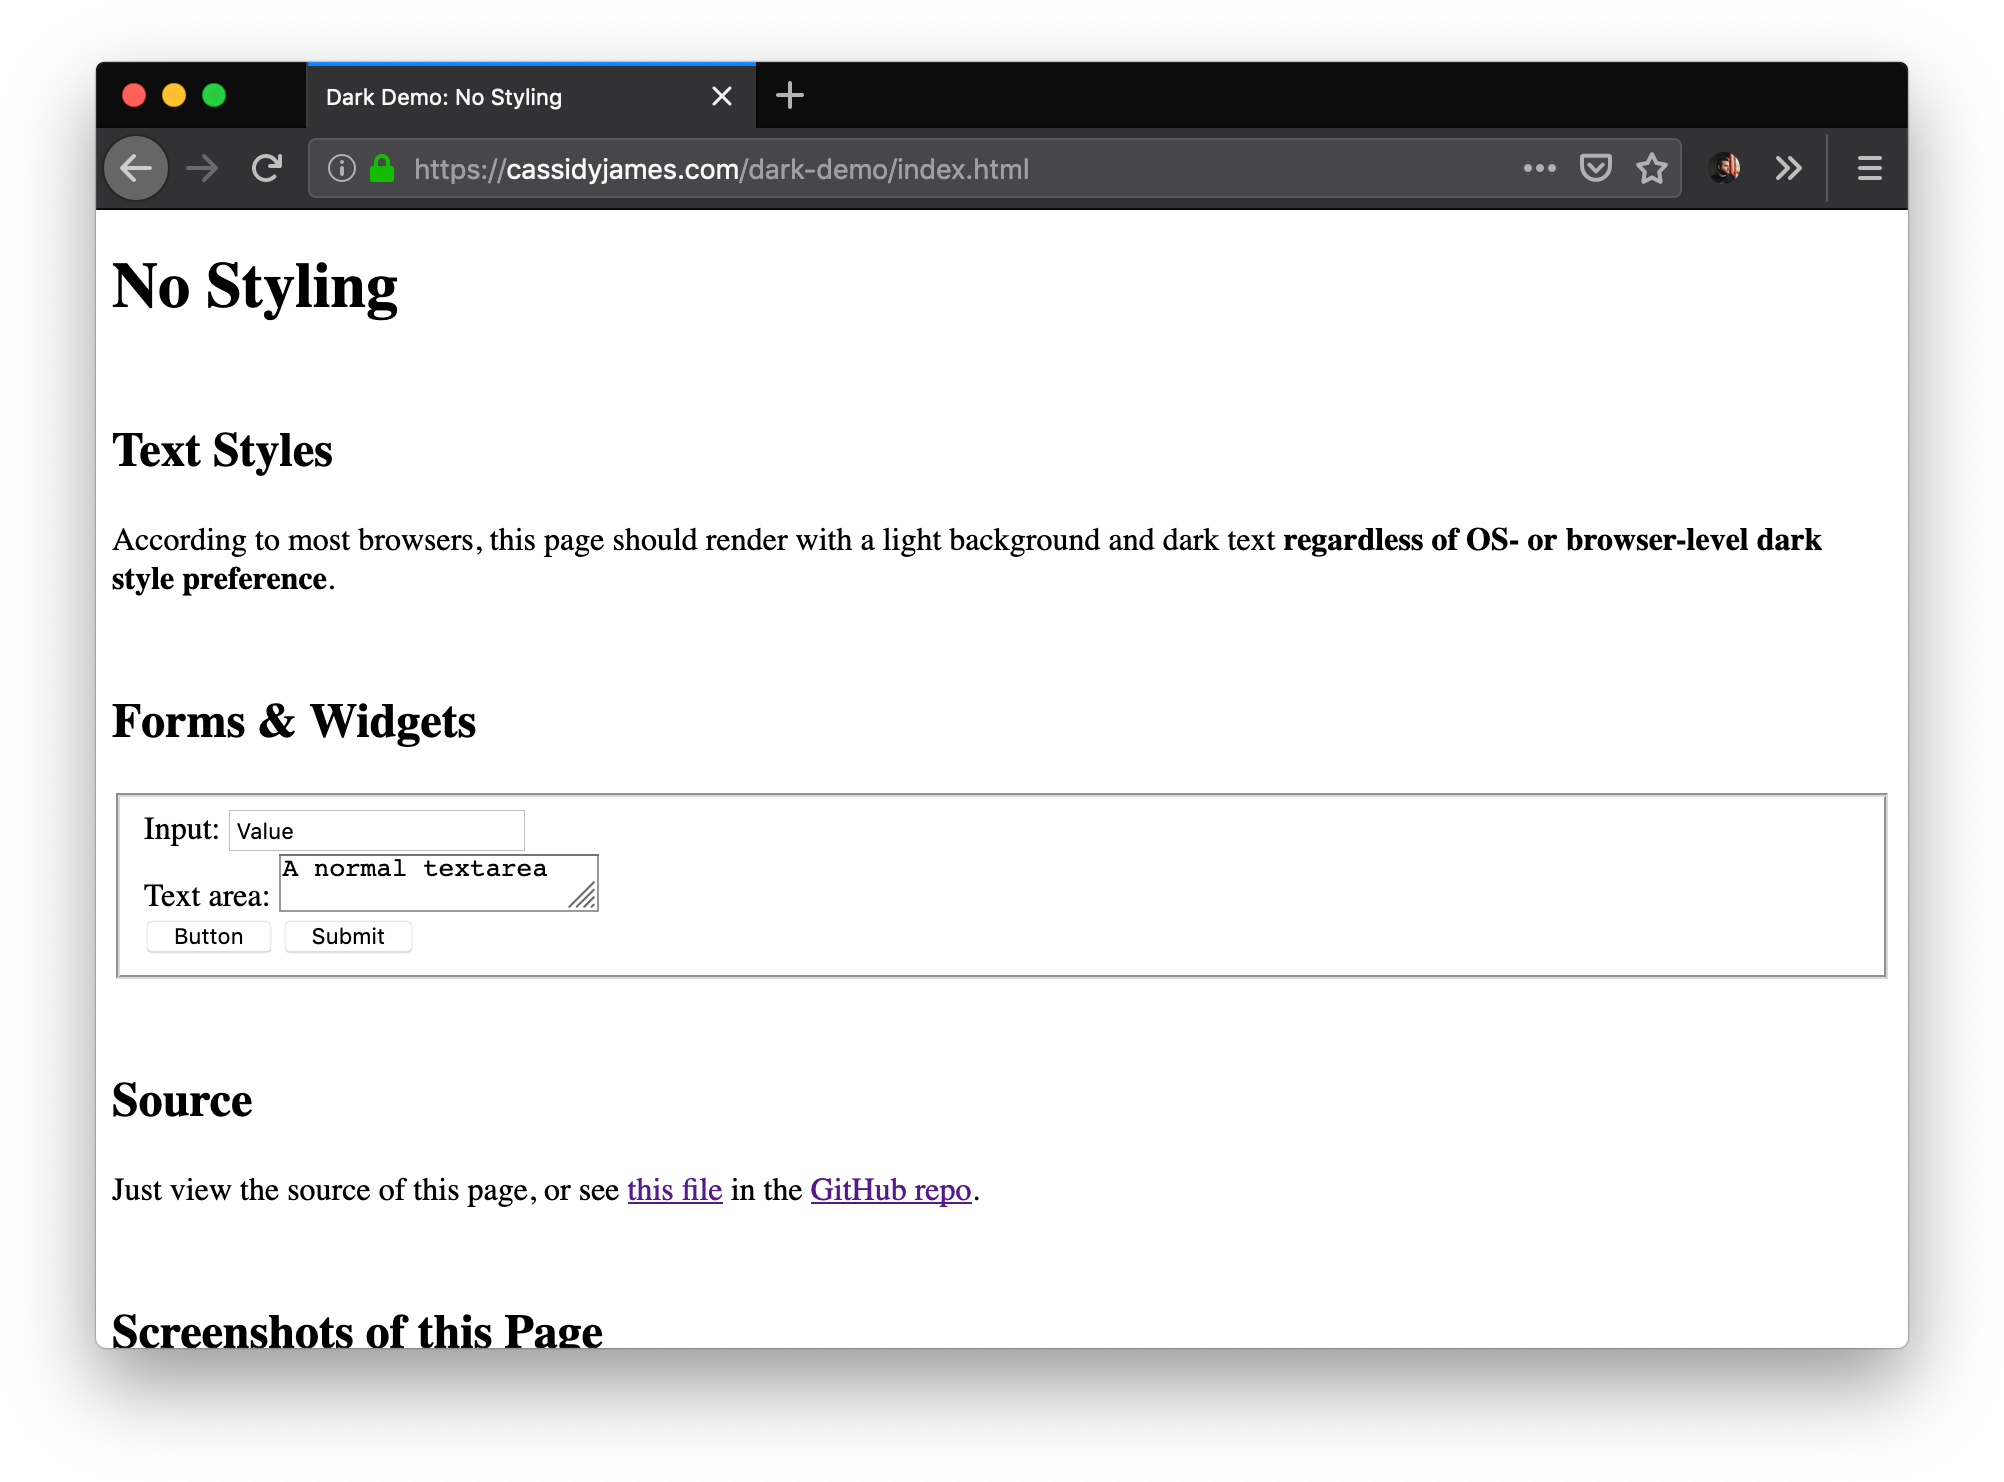 Dark Demo: No Styling
https://cassidyjames.com/dark-demo/index.html
No Styling
Text Styles
According to most browsers, this page should render with a light background and dark text regardless of OS- or browser-level dark
style preference.
Forms & Widgets
Input: Value
Text area: A normal textarea
Button Submit
Source
Just view the source of this page, or see this file in the GitHub repo.
Screenshots of this Page